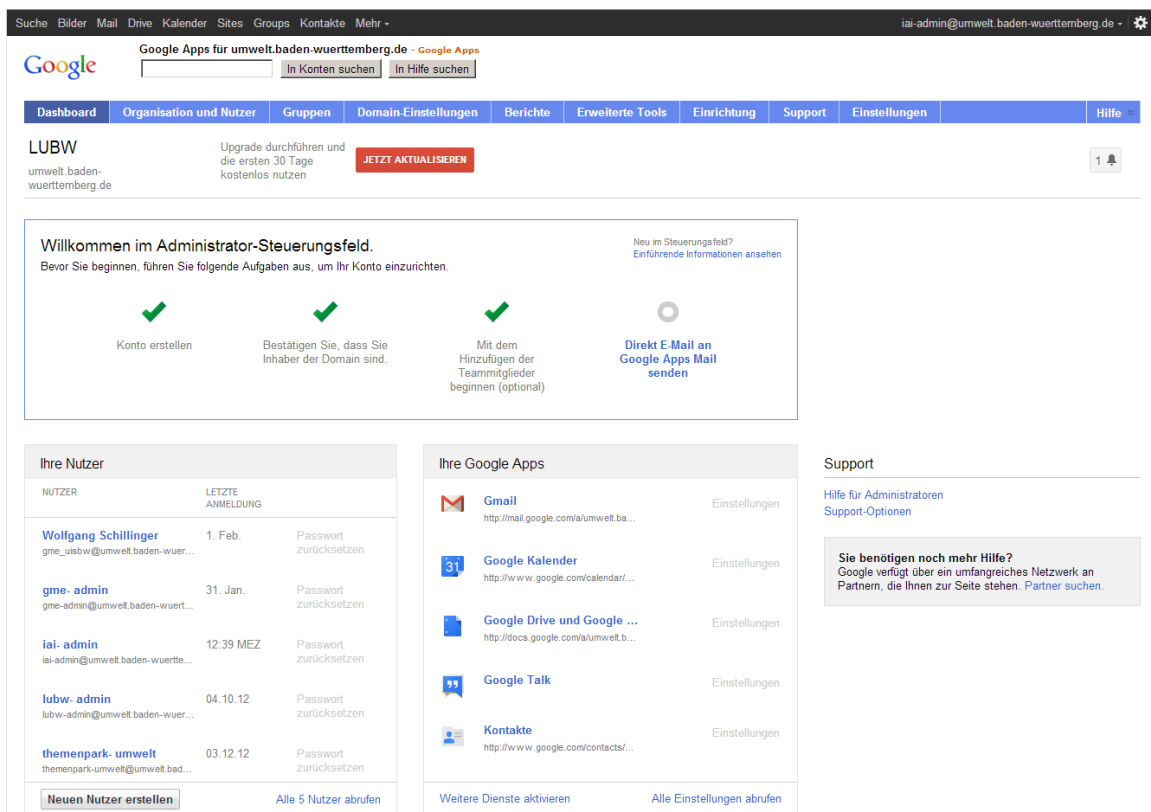 Suche Bilder Mail Drive Kalender Sites Groups Kontakte Mehr
iai-admin@umwelt.baden-wuerttemberg.de
Google
Google Apps für umwelt.baden-wuerttemberg.de - Google Apps
In Konten suchen In Hilfe suchen
Dashboard Organisation und Nutzer Gruppen Domain-Einstellungen Berichte Erweiterte Tools Einrichtung Support Einstellungen Hilfe
LUBW
umwelt.baden-
wuerttemberg.de
Upgrade durchführen und
die ersten 30 Tage
kostenlos nutzen
JETZT AKTUALISIEREN
1
Willkommen im Administrator-Steuerungsfeld.
Bevor Sie beginnen, führen Sie folgende Aufgaben aus, um Ihr Konto einzurichten.
Neu im Steuerungsfeld?
Einführende Informationen ansehen
Konto erstellen
Bestätigen Sie, dass Sie
Inhaber der Domain sind.
Mit dem
Hinzufügen der
Teammitglieder
beginnen (optional)
Direkt E-Mail an
Google Apps Mail
senden
Ihre Nutzer
NUTZER
LETZTE
ANMELDUNG
Wolfgang Schillinger
gme_uisbw@umwelt.baden-wuer...
1. Feb.
Passwort
zurücksetzen
gme- admin
gme-admin@umwelt.baden-wuert...
31. Jan.
Passwort
zurücksetzen
iai- admin
iai-admin@umwelt.baden-wuertte...
12:39 MEZ
Passwort
zurücksetzen
lubw- admin
lubw-admin@umwelt.baden-wuer...
04.10.12
Passwort
zurücksetzen
themenpark- umwelt
themenpark-umwelt@umwelt.bad...
03.12.12
Passwort
zurücksetzen
Neuen Nutzer erstellen
Alle 5 Nutzer abrufen
Ihre Google Apps
Gmail
http://mail.google.com/a/umwelt.ba...
Einstellungen
31
Google Kalender
http://www.google.com/calendar/...
Einstellungen
Google Drive und Google ...
http://docs.google.com/a/umwelt.b...
Einstellungen
Google Talk
Einstellungen
Kontakte
http://www.google.com/contacts/...
Einstellungen
Weitere Dienste aktivieren
Alle Einstellungen abrufen
Support
Hilfe für Administratoren
Support-Optionen
Sie benötigen noch mehr Hilfe?
Google verfügt über ein umfangreiches Netzwerk an
Partnern, die Ihnen zur Seite stehen. Partner suchen.